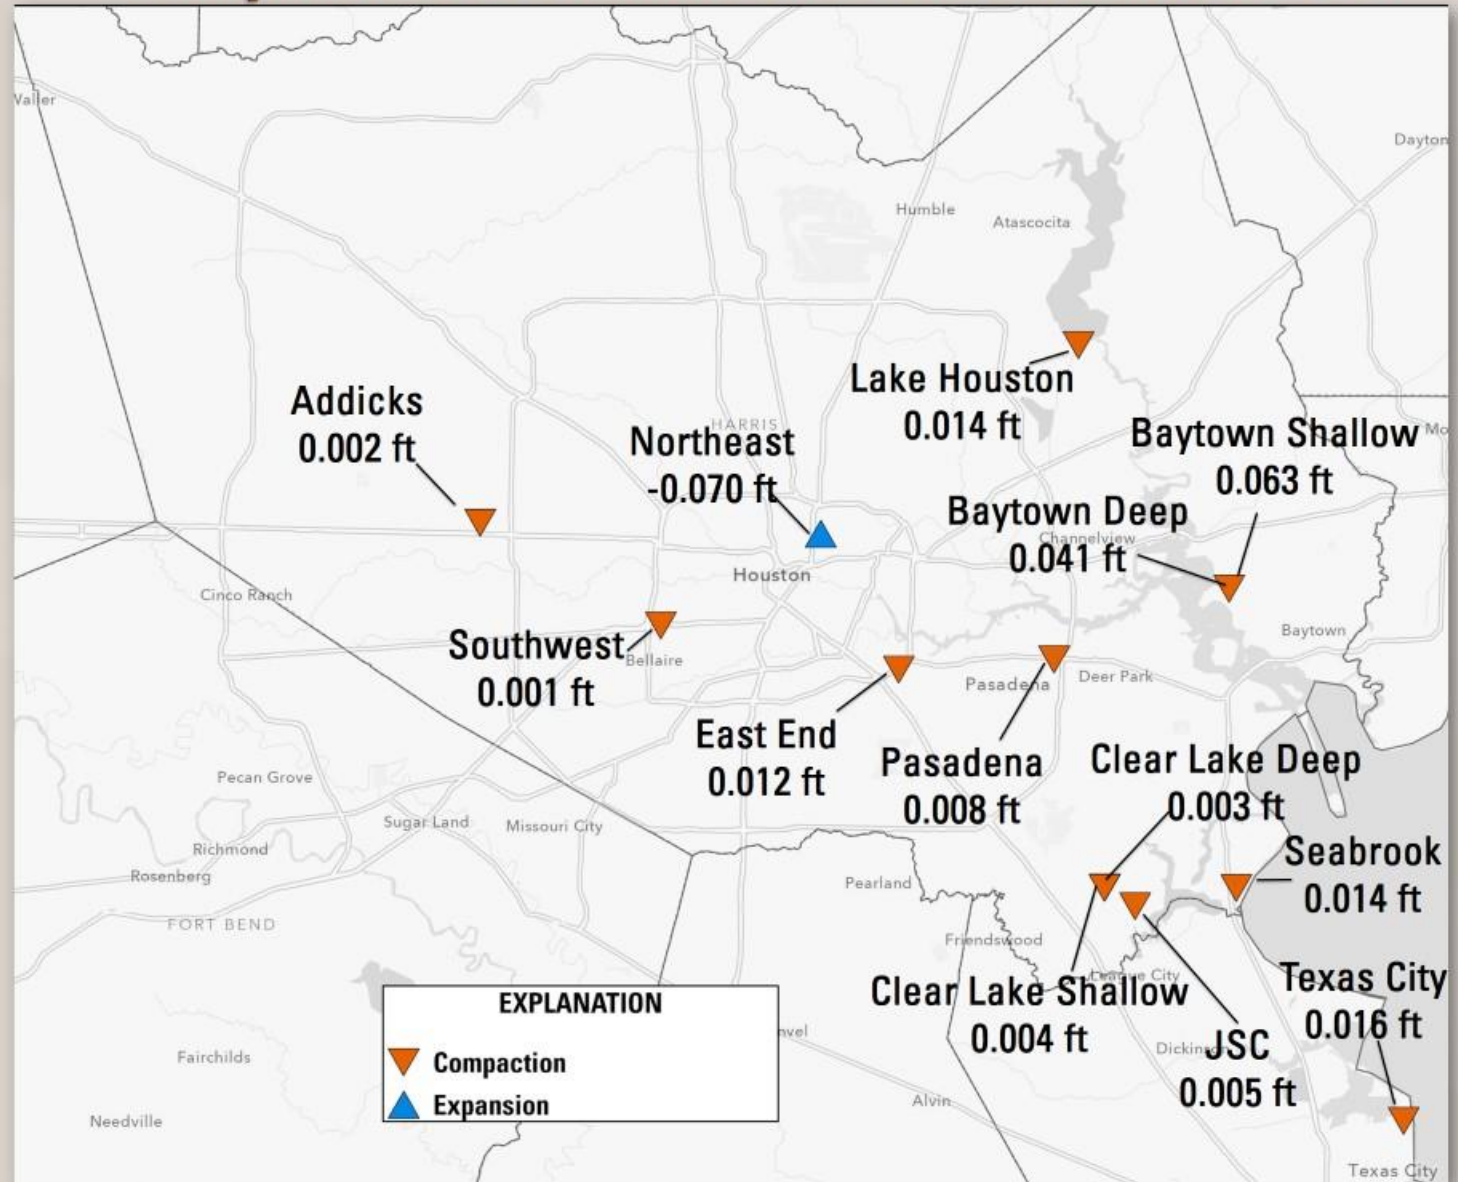 Waller
Dayton
Humble
Atascocita
Lake Houston
0.014 ft
Addicks
0.002 ft
HARRIS
Northeast
-0.070 ft
Baytown Shallow
0.063 ft
Mo
Baytown Deep
0.041 ft
Channelview
Houston
Cinco Ranch
Baytown
Southwest
0.001 ft
Bellaire
Pasadena
Deer Park
East End
0.012 ft
Pasadena
0.008 ft
Clear Lake Deep
0.003 ft
Pecan Grove
Sugar Land
Missouri City
Richmond
Rosenberg
Seabrook
0.014 ft
Pearland
FORT BEND
Friendswood
League City
Clear Lake Shallow
0.004 ft
Texas City
0.016 ft
EXPLANATION
Compaction
Expansion
nvel
Dickinson
JSC
0.005 ft
Fairchilds
Needville
Alvin
Texas City